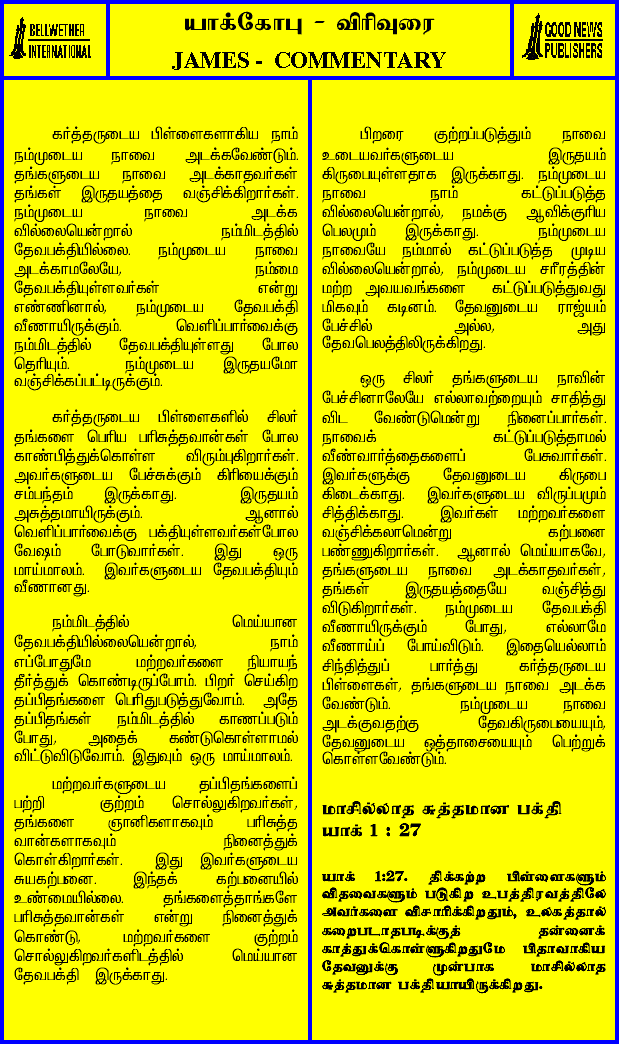 BELLWETHER
INTERNATIONAL
யாக்கோபு - விரிவுரை
JAMES - COMMENTARY
GOOD NEWS
PUBLISHERS
கர்த்தருடைய பிள்ளைகளாகிய நாம்
நம்முடைய நாவை அடக்கவேண்டும்.
தங்களுடைய நாவை அடக்காதவர்கள்
தங்கள் இருதயத்தை வஞ்சிக்கிறார்கள்.
நம்முடைய நாவை அடக்க
வில்லையென்றால் நம்மிடத்தில்
தேவபக்தியில்லை. நம்முடைய நாவை
அடக்காமலேயே, நம்மை
தேவபக்தியுள்ளவர்கள் என்று
எண்ணினால், நம்முடைய தேவபக்தி
வீணாயிருக்கும். வெளிப்பார்வைக்கு
நம்மிடத்தில் தேவபக்தியுள்ளது போல
தெரியும். நம்முடைய இருதயமோ
வஞ்சிக்கப்பட்டிருக்கும்.
கர்த்தருடைய பிள்ளைகளில் சிலர்
தங்களை பெரிய பரிசுத்தவான்கள் போல
காண்பித்துக்கொள்ள விரும்புகிறார்கள்.
அவர்களுடைய பேச்சுக்கும் கிரியைக்கும்
சம்பந்தம் இருக்காது. இருதயம்
அசுத்தமாயிருக்கும். ஆனால்
வெளிப்பார்வைக்கு பக்தியுள்ளவர்கள்போல
வேஷம் போடுவார்கள். இது ஒரு
மாய்மாலம். இவர்களுடைய தேவபக்தியும்
வீணானது.
நம்மிடத்தில் மெய்யான
தேவபக்தியில்லையென்றால், நாம்
எப்போதுமே மற்றவர்களை நியாயந்
தீர்த்துக் கொண்டிருப்போம். பிறர் செய்கிற
தப்பிதங்களை பெரிதுபடுத்துவோம். அதே
தப்பிதங்கள் நம்மிடத்தில் காணப்படும்
போது, அதைக் கண்டுகொள்ளாமல்
விட்டுவிடுவோம். இதுவும் ஒரு மாய்மாலம்.
மற்றவர்களுடைய தப்பிதங்களைப்
பற்றி குற்றம் சொல்லுகிறவர்கள்,
தங்களை ஞானிகளாகவும் பரிசுத்த
வான்களாகவும் நினைத்துக்
கொள்கிறார்கள். இது இவர்களுடைய
சுயகற்பனை. இந்தக் கற்பனையில்
உண்மையில்லை. தங்களைத்தாங்களே
பரிசுத்தவான்கள் என்று நினைத்துக்
கொண்டு, மற்றவர்களை குற்றம்
சொல்லுகிறவர்களிடத்தில் மெய்யான
தேவபக்தி இருக்காது.
பிறரை குற்றப்படுத்தும் நாவை
உடையவர்களுடைய இருதயம்
கிருபையுள்ளதாக இருக்காது. நம்முடைய
நாவை நாம் கட்டுப்படுத்த
வில்லையென்றால், நமக்கு ஆவிக்குரிய
பெலமும் இருக்காது. நம்முடைய
நாவையே நம்மால் கட்டுப்படுத்த முடிய
வில்லையென்றால், நம்முடைய சரீரத்தின்
மற்ற அவயவங்களை கட்டுப்படுத்துவது
மிகவும் கடினம். தேவனுடைய ராஜ்யம்
பேச்சில் அல்ல, அது
தேவபெலத்திலிருக்கிறது.
ஒரு சிலர் தங்களுடைய நாவின்
பேச்சினாலேயே எல்லாவற்றையும் சாதித்து
விட வேண்டுமென்று நினைப்பார்கள்.
நாவைக் கட்டுப்படுத்தாமல்
வீண்வார்த்தைகளைப் பேசுவார்கள்.
இவர்களுக்கு தேவனுடைய கிருபை
கிடைக்காது. இவர்களுடைய விருப்பமும்
சித்திக்காது. இவர்கள் மற்றவர்களை
வஞ்சிக்கலாமென்று கற்பனை
பண்ணுகிறார்கள். ஆனால் மெய்யாகவே,
தங்களுடைய நாவை அடக்காதவர்கள்,
தங்கள் இருதயத்தையே வஞ்சித்து
விடுகிறார்கள். நம்முடைய தேவபக்தி
வீணாயிருக்கும் போது, எல்லாமே
வீணாய்ப் போய்விடும். இதையெல்லாம்
சிந்தித்துப் பார்த்து கர்த்தருடைய
பிள்ளைகள், தங்களுடைய நாவை அடக்க
வேண்டும். நம்முடைய நாவை
அடக்குவதற்கு தேவகிருபையையும்,
தேவனுடைய ஒத்தாசையையும் பெற்றுக்
கொள்ளவேண்டும்.
மாசில்லாத சுத்தமான பக்தி
யாக் 1 : 27
யாக் 1:27. திக்கற்ற பிள்ளைகளும்
விதவைகளும் படுகிற உபத்திரவத்திலே
அவர்களை விசாரிக்கிறதும், உலகத்தால்
கறைபடாதபடிக்குத் தன்னைக்
காத்துக்கொள்ளுகிறதுமே பிதாவாகிய
தேவனுக்கு முன்பாக மாசில்லாத
சுத்தமான பக்தியாயிருக்கிறது.